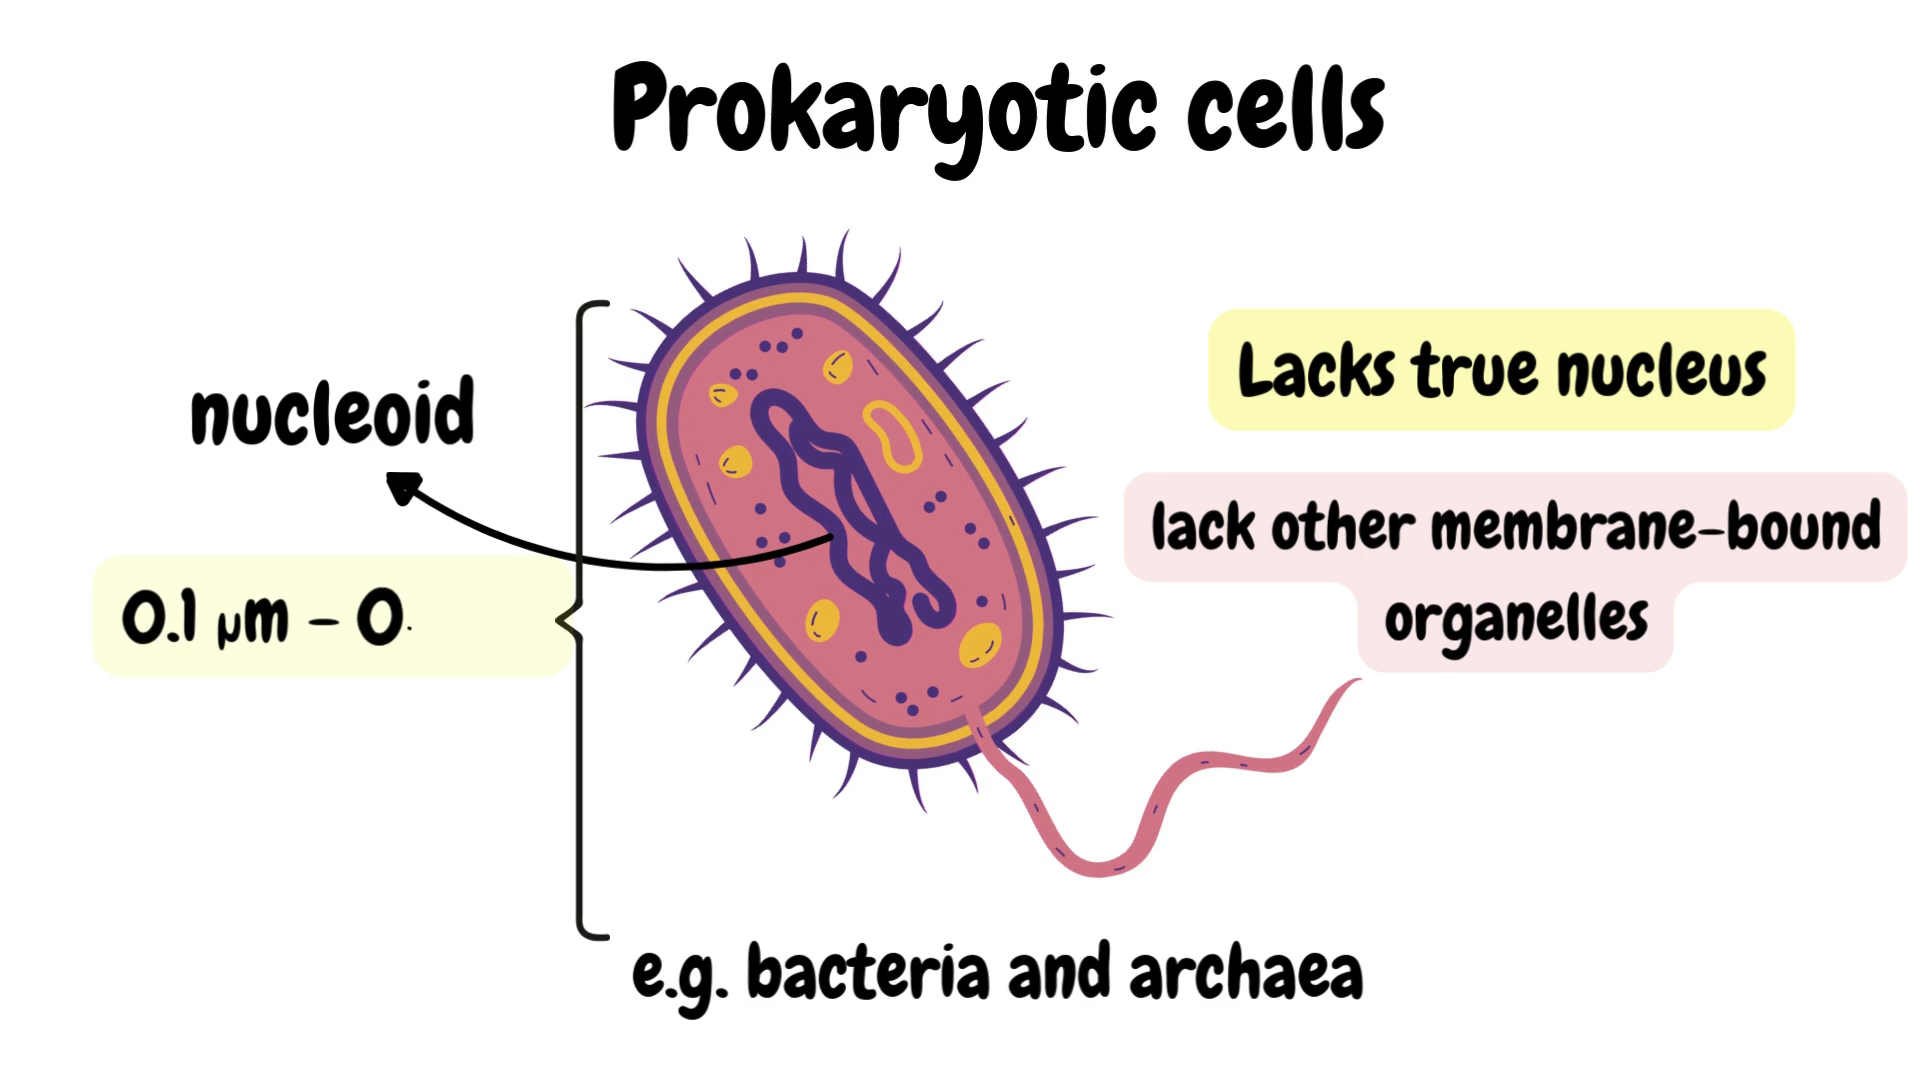 Prokaryotic cells
nucleoid
0.1 µm - 0.
Lacks true nucleus
lack other membrane-bound
organelles
e.g. bacteria and archaea